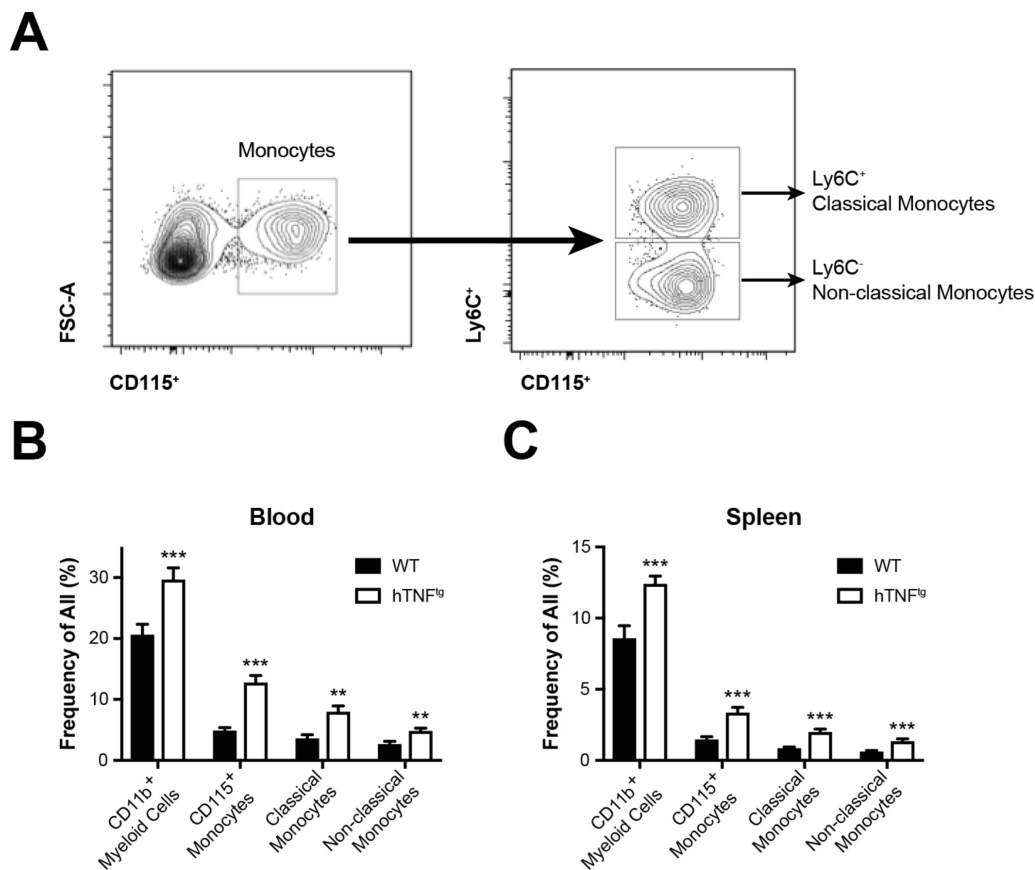 A
Monocytes
FSC-A
CD115⁺
Ly6C⁺
CD115⁺
Ly6C⁺
Classical Monocytes
Ly6C⁻
Non-classical Monocytes
B
Blood
Frequency of All (%)
30
20
10
0
***
***
**
**
WT
hTNFᵗᵍ
CD11b⁺
Myeloid Cells
CD115⁺
Monocytes
Classical
Monocytes
Non-classical
Monocytes
C
Spleen
Frequency of All (%)
15
10
5
0
***
***
***
***
WT
hTNFᵗᵍ
CD11b⁺
Myeloid Cells
CD115⁺
Monocytes
Classical
Monocytes
Non-classical
Monocytes